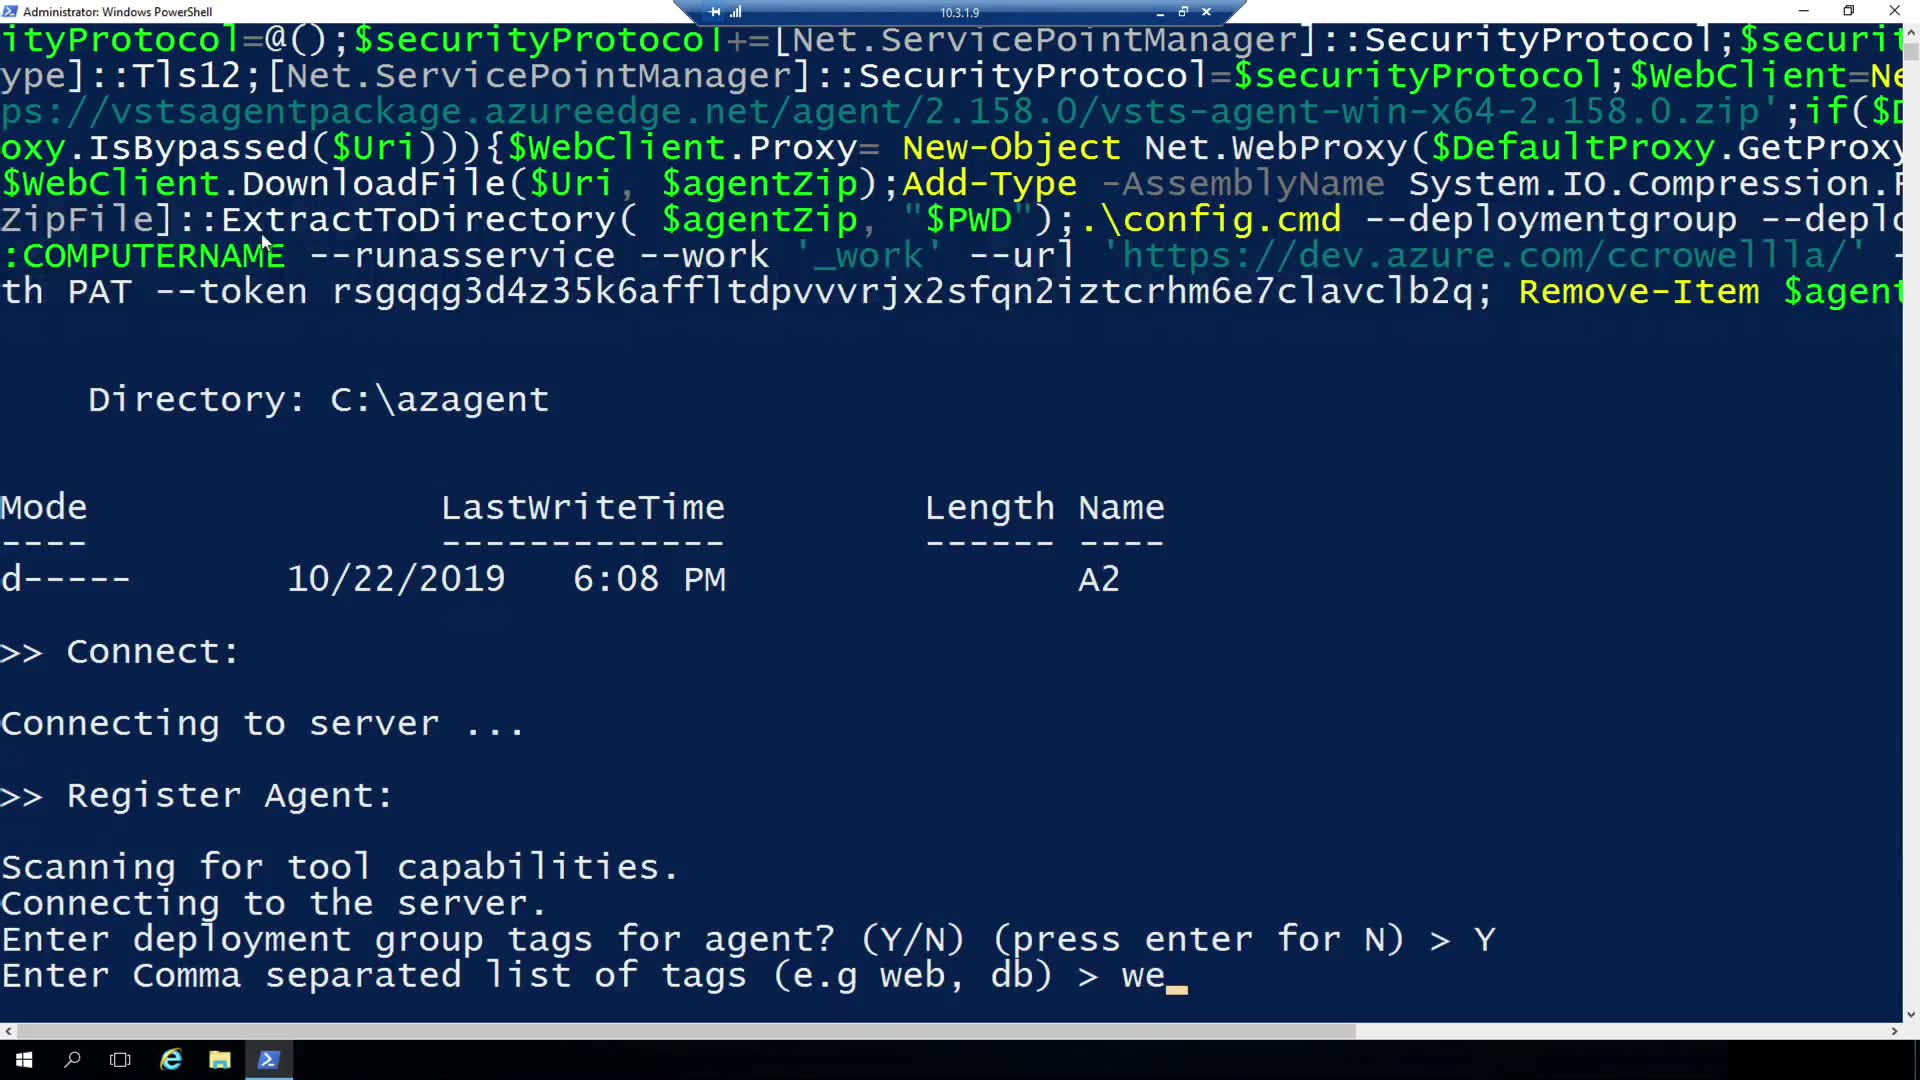 Administrator: Windows PowerShell
10.3.1.9
ityProtocol=@();$securityProtocol+=[Net.ServicePointManager]::SecurityProtocol;$securit
ype]::Tls12;[Net.ServicePointManager]::SecurityProtocol=$securityProtocol;$WebClient=Ne
ps://vstsagentpackage.azureedge.net/agent/2.158.0/vsts-agent-win-x64-2.158.0.zip';if($D
oxy.IsBypassed($Uri))){$WebClient.Proxy= New-Object Net.WebProxy($DefaultProxy.GetProxy
$WebClient.DownloadFile($Uri, $agentZip);Add-Type -AssemblyName System.IO.Compression.F
ZipFile]::ExtractToDirectory( $agentZip, "$PWD");.\config.cmd --deploymentgroup --deplo
:COMPUTERNAME --runasservice --work '_work' --url 'https://dev.azure.com/ccrowellla/' -
th PAT --token rsgqqg3d4z35k6affltdpvvvrjx2sfqn2iztcrhm6e7clavclb2q; Remove-Item $agent
Directory: C:\azagent
Mode LastWriteTime Length Name
---- ------------- ------ ----
d----- 10/22/2019 6:08 PM A2
>> Connect:
Connecting to server ...
>> Register Agent:
Scanning for tool capabilities.
Connecting to the server.
Enter deployment group tags for agent? (Y/N) (press enter for N) > Y
Enter Comma separated list of tags (e.g web, db) > we_